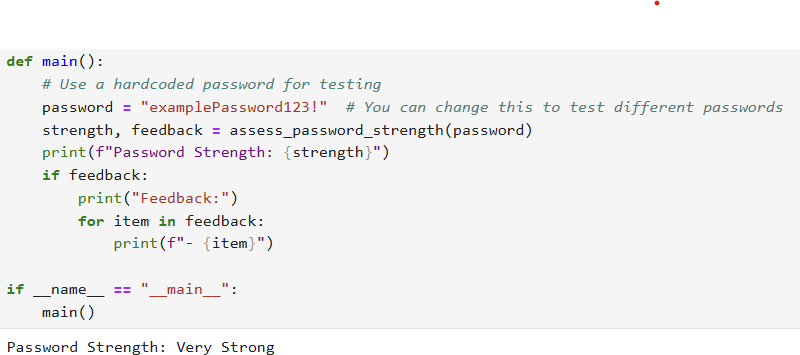 def main():
    # Use a hardcoded password for testing
    password = "examplePassword123!"  # You can change this to test different passwords
    strength, feedback = assess_password_strength(password)
    print(f"Password Strength: {strength}")
    if feedback:
        print("Feedback:")
        for item in feedback:
            print(f"- {item}")
if __name__ == "__main__":
    main()
Password Strength: Very Strong